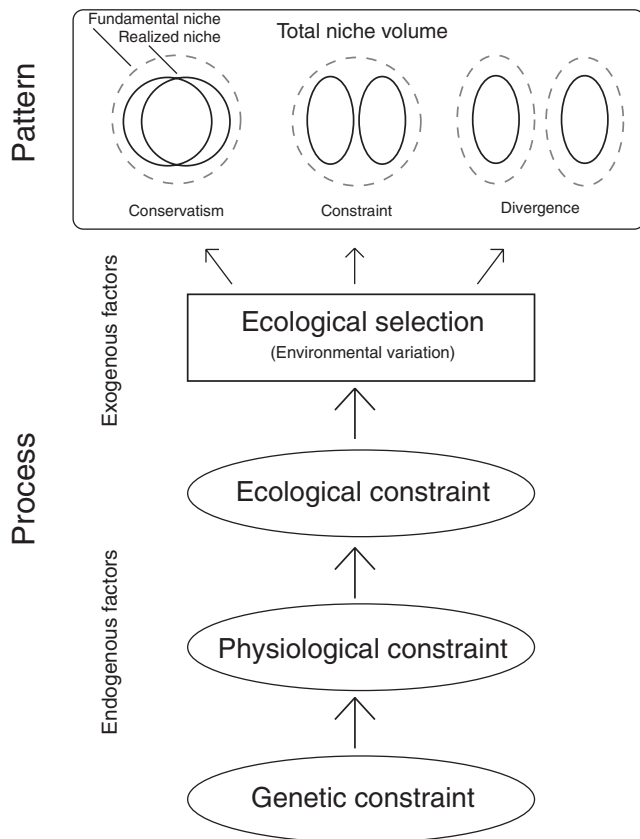 Fundamental niche
Realized niche
Total niche volume
Pattern
Conservatism
Constraint
Divergence
Exogenous factors
Ecological selection
(Environmental variation)
Process
Ecological constraint
Endogenous factors
Physiological constraint
Genetic constraint